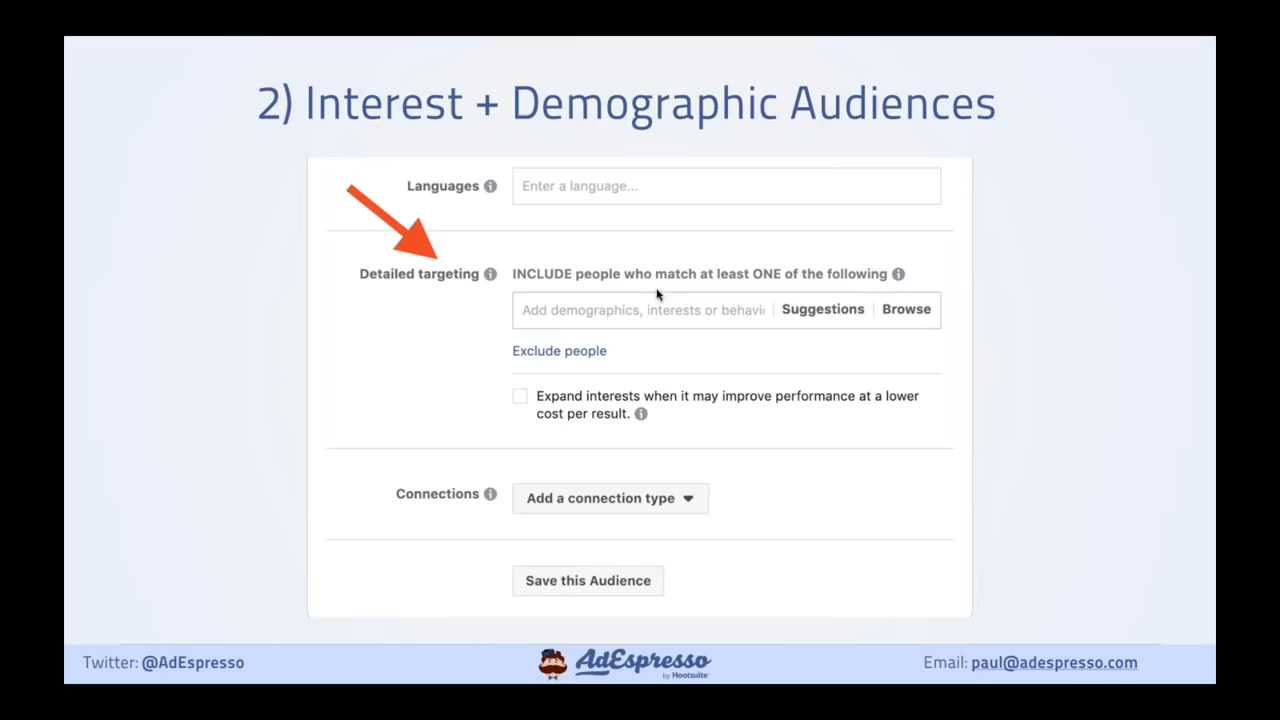 2) Interest + Demographic Audiences
Languages
Enter a language...
Detailed targeting
INCLUDE people who match at least ONE of the following
Add demographics, interests or behavi
Suggestions
Browse
Exclude people
Expand interests when it may improve performance at a lower
cost per result.
Connections
Add a connection type
Save this Audience
Twitter: @AdEspresso
AdEspresso
by Hootsuite
Email: paul@adespresso.com